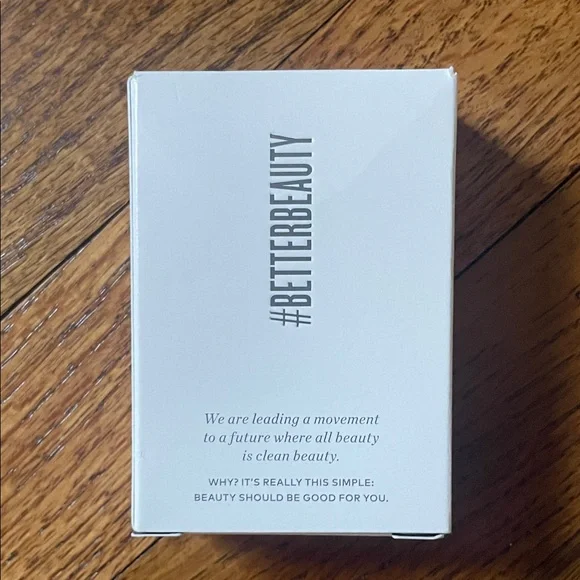 #BETTERBEAUTY
We are leading a movement
to a future where all beauty
is clean beauty.
WHY? IT'S REALLY THIS SIMPLE:
BEAUTY SHOULD BE GOOD FOR YOU.